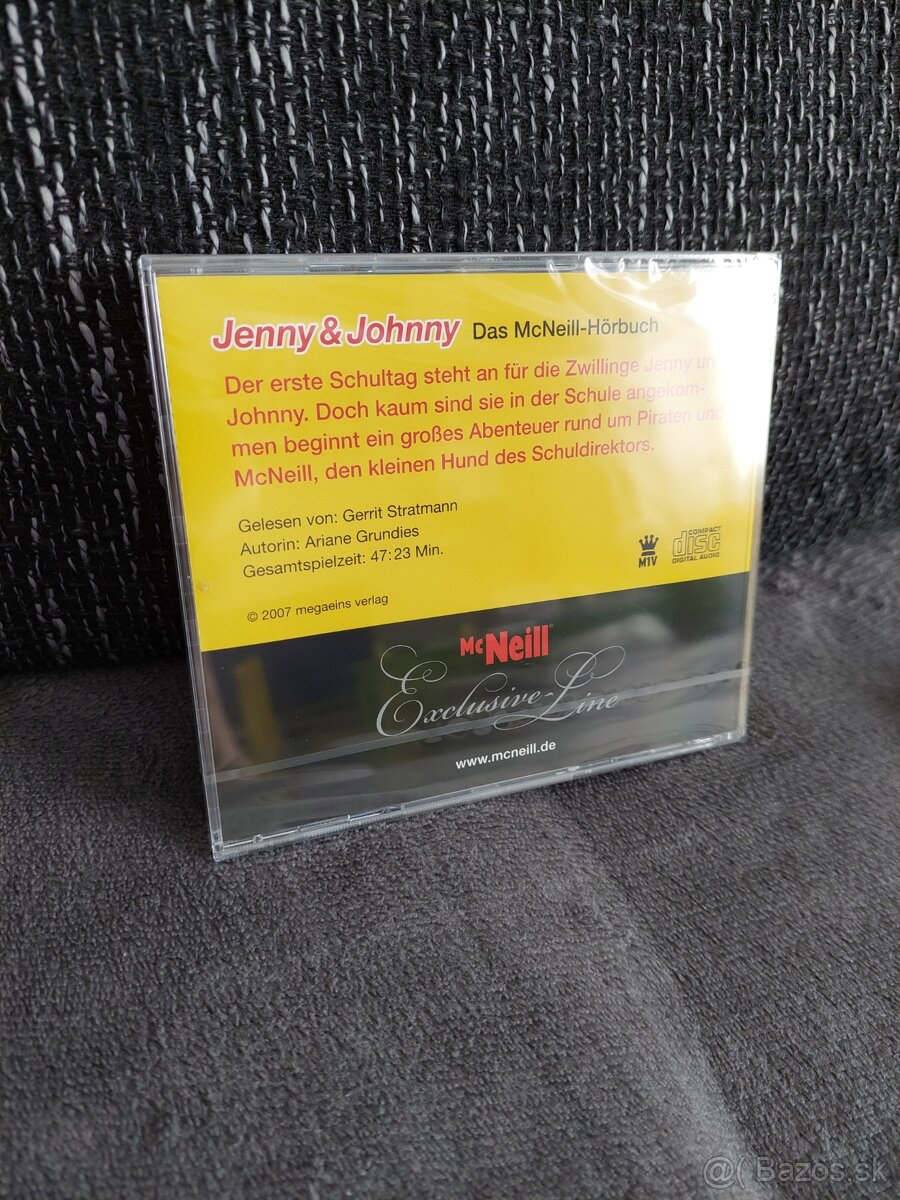 Jenny & Johnny Das McNeill-Hörbuch
Der erste Schultag steht an für die Zwillinge Jenny un
Johnny. Doch kaum sind sie in der Schule angekom-
men beginnt ein großes Abenteuer rund um Piraten und
McNeill, den kleinen Hund des Schuldirektors.
Gelesen von: Gerrit Stratmann
Autorin: Ariane Grundies
Gesamtspielzeit: 47:23 Min.
M1V
COMPACT
disc
DIGITAL AUDIO
© 2007 megaeins verlag
McNeill
Exclusive-Line
www.mcneill.de
@( Bazos.sk